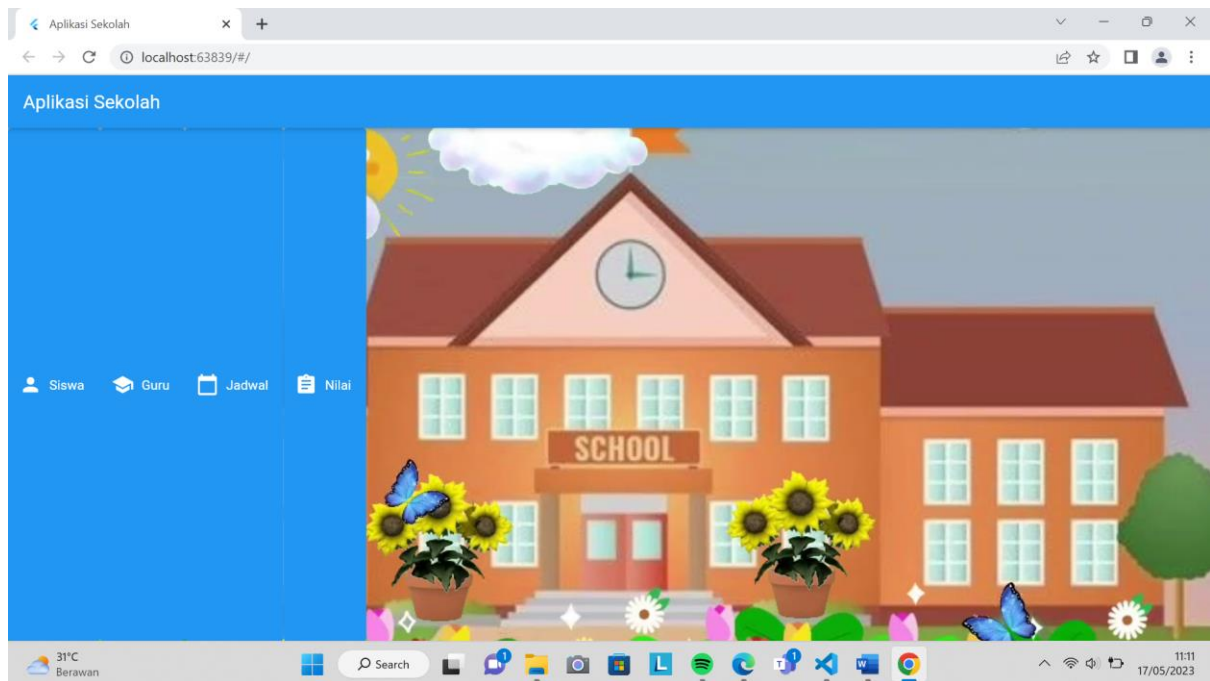 Aplikasi Sekolah
localhost:63839/#/
Aplikasi Sekolah
Siswa Guru Jadwal Nilai
SCHOOL
31°C
Berawan
Search
11:11
17/05/2023